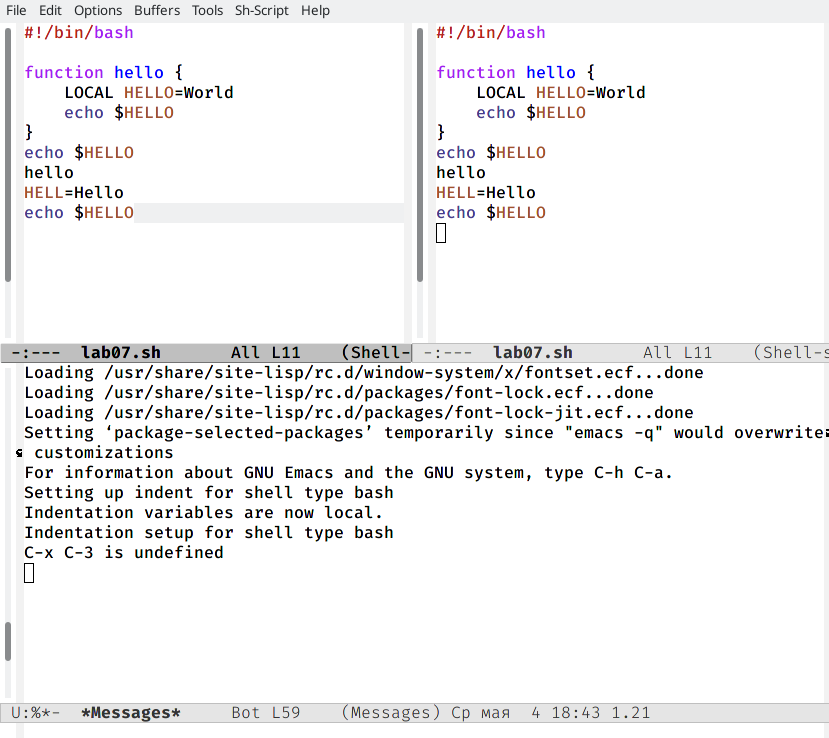 File Edit Options Buffers Tools Sh-Script Help
#!/bin/bash
function hello {
    LOCAL HELLO=World
    echo $HELLO
}
echo $HELLO
hello
HELL=Hello
echo $HELLO
-:--- lab07.sh All L11 (Shell-
#!/bin/bash
function hello {
    LOCAL HELLO=World
    echo $HELLO
}
echo $HELLO
hello
HELL=Hello
echo $HELLO
-:--- lab07.sh All L11 (Shell-s
Loading /usr/share/site-lisp/rc.d/window-system/x/fontset.ecf...done
Loading /usr/share/site-lisp/rc.d/packages/font-lock.ecf...done
Loading /usr/share/site-lisp/rc.d/packages/font-lock-jit.ecf...done
Setting ‘package-selected-packages’ temporarily since "emacs -q" would overwrite
customizations
For information about GNU Emacs and the GNU system, type C-h C-a.
Setting up indent for shell type bash
Indentation variables are now local.
Indentation setup for shell type bash
C-x C-3 is undefined
U:%*- *Messages* Bot L59 (Messages) Ср мая 4 18:43 1.21